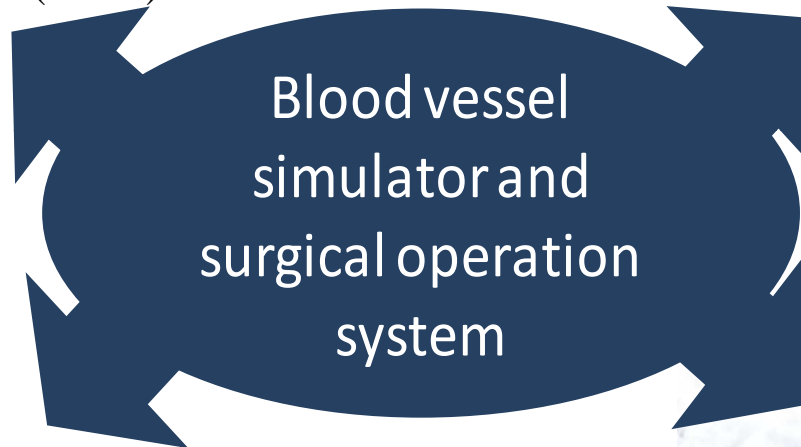 Blood vessel
simulator and
surgical operation
system